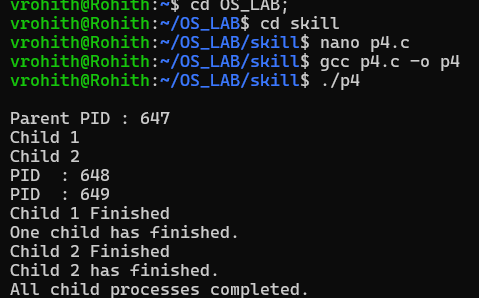 vrohith@Rohith:~$ cd OS_LAB;
vrohith@Rohith:~/OS_LAB$ cd skill
vrohith@Rohith:~/OS_LAB/skill$ nano p4.c
vrohith@Rohith:~/OS_LAB/skill$ gcc p4.c -o p4
vrohith@Rohith:~/OS_LAB/skill$ ./p4
Parent PID : 647
Child 1
Child 2
PID  : 648
PID  : 649
Child 1 Finished
One child has finished.
Child 2 Finished
Child 2 has finished.
All child processes completed.